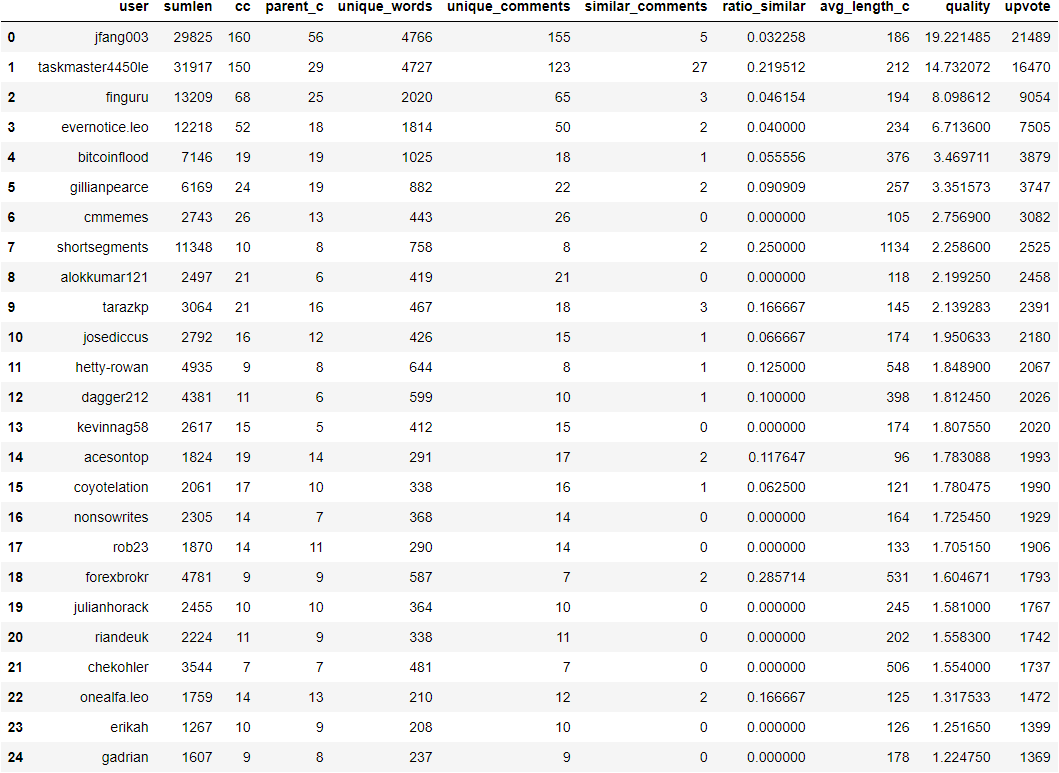 user sumlen cc parent_c unique_words unique_comments similar_comments ratio_similar avg_length_c quality upvote
0 jfang003 29825 160 56 4766 155 5 0.032258 186 19.221485 21489
1 taskmaster4450le 31917 150 29 4727 123 27 0.219512 212 14.732072 16470
2 finguru 13209 68 25 2020 65 3 0.046154 194 8.098612 9054
3 evernotice.leo 12218 52 18 1814 50 2 0.040000 234 6.713600 7505
4 bitcoinflood 7146 19 19 1025 18 1 0.055556 376 3.469711 3879
5 gillianpearce 6169 24 19 882 22 2 0.090909 257 3.351573 3747
6 cmmemes 2743 26 13 443 26 0 0.000000 105 2.756900 3082
7 shortsegments 11348 10 8 758 8 2 0.250000 1134 2.258600 2525
8 alokkumar121 2497 21 6 419 21 0 0.000000 118 2.199250 2458
9 tarazkp 3064 21 16 467 18 3 0.166667 145 2.139283 2391
10 josediccus 2792 16 12 426 15 1 0.066667 174 1.950633 2180
11 hetty-rowan 4935 9 8 644 8 1 0.125000 548 1.848900 2067
12 dagger212 4381 11 6 599 10 1 0.100000 398 1.812450 2026
13 kevinnag58 2617 15 5 412 15 0 0.000000 174 1.807550 2020
14 acesontop 1824 19 14 291 17 2 0.117647 96 1.783088 1993
15 coyotelation 2061 17 10 338 16 1 0.062500 121 1.780475 1990
16 nonsowrites 2305 14 7 368 14 0 0.000000 164 1.725450 1929
17 rob23 1870 14 11 290 14 0 0.000000 133 1.705150 1906
18 forexbrokr 4781 9 9 587 7 2 0.285714 531 1.604671 1793
19 julianhorack 2455 10 10 364 10 0 0.000000 245 1.581000 1767
20 riandeuk 2224 11 9 338 11 0 0.000000 202 1.558300 1742
21 chekohler 3544 7 7 481 7 0 0.000000 506 1.554000 1737
22 onealfa.leo 1759 14 13 210 12 2 0.166667 125 1.317533 1472
23 erikah 1267 10 9 208 10 0 0.000000 126 1.251650 1399
24 gadrian 1607 9 8 237 9 0 0.000000 178 1.224750 1369